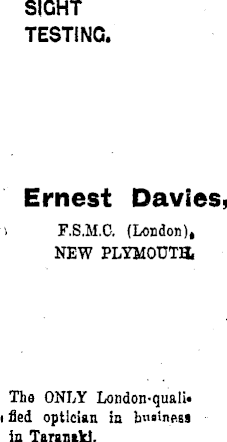 SIGHT
TESTING.
Ernest Davies,
F.S.M.C. (London),
NEW PLYMOUTH.
The ONLY London-quali-
fied optician in business
in Taranaki.